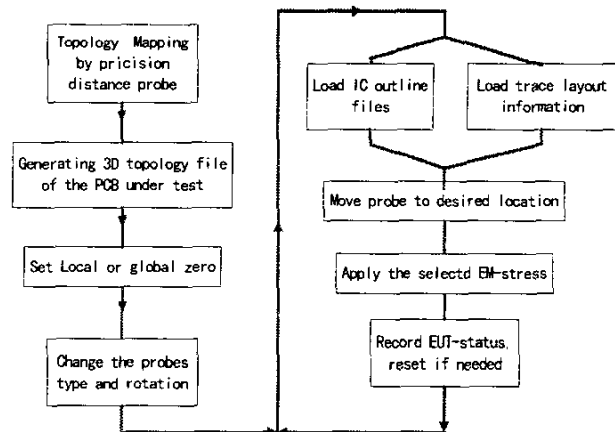 Topology Mapping
by pricision
distance probe
Generating 3D topology file
of the PCB under test
Set Local or global zero
Change the probes
type and rotation
Load IC outline
files
Load trace layout
information
Move probe to desired location
Apply the selectd EM-stress
Record EUT-status,
reset if needed